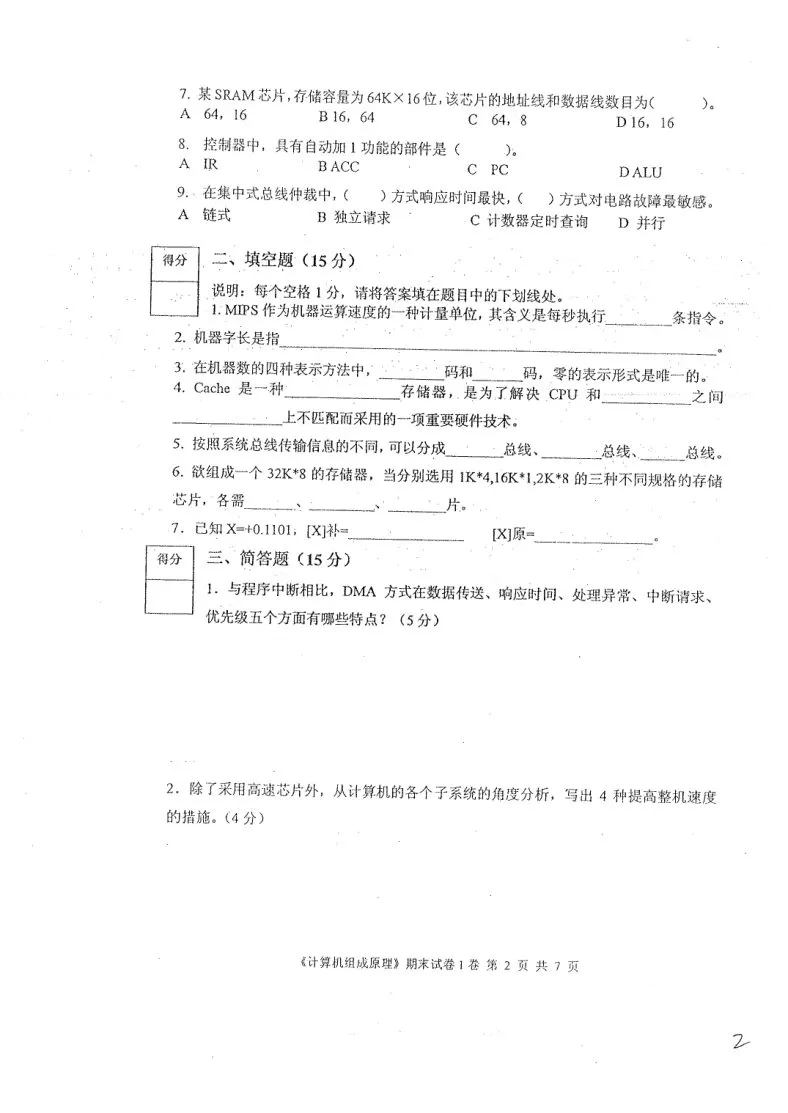 7. 某SRAM芯片,存储容量为64K×16位,该芯片的地址线和数据线数目为(    )。
A 64，16  B 16，64  C 64，8  D 16，16
8. 控制器中，具有自动加1功能的部件是（    ）。
A IR  B ACC  C PC  D ALU
9. 在集中式总线仲裁中，（    ）方式响应时间最快，（    ）方式对电路故障最敏感。
A 链式  B 独立请求  C 计数器定时查询  D 并行
得分 二、填空题（15分）
说明：每个空格1分，请将答案填在题目中的下划线处。
1. MIPS作为机器运算速度的一种计量单位，其含义是每秒执行________条指令。
2. 机器字长是指________________________________________。
3. 在机器数的四种表示方法中，________码和______码，零的表示形式是唯一的。
4. Cache 是一种______________存储器，是为了解决 CPU 和___________之间
_____________上不匹配而采用的一项重要硬件技术。
5. 按照系统总线传输信息的不同,可以分成_______总线、_______总线、_____总线。
6. 欲组成一个 32K*8 的存储器，当分别选用 1K*4,16K*1,2K*8 的三种不同规格的存储
芯片，各需______、________、_______片。
7. 已知X=+0.1101，[X]补=______________  [X]原=______________。
得分 三、简答题（15分）
1．与程序中断相比，DMA 方式在数据传送、响应时间、处理异常、中断请求、
优先级五个方面有哪些特点？（5分）
2．除了采用高速芯片外，从计算机的各个子系统的角度分析，写出 4 种提高整机速度
的措施。（4分）
《计算机组成原理》期末试卷1卷 第 2 页 共 7 页
2